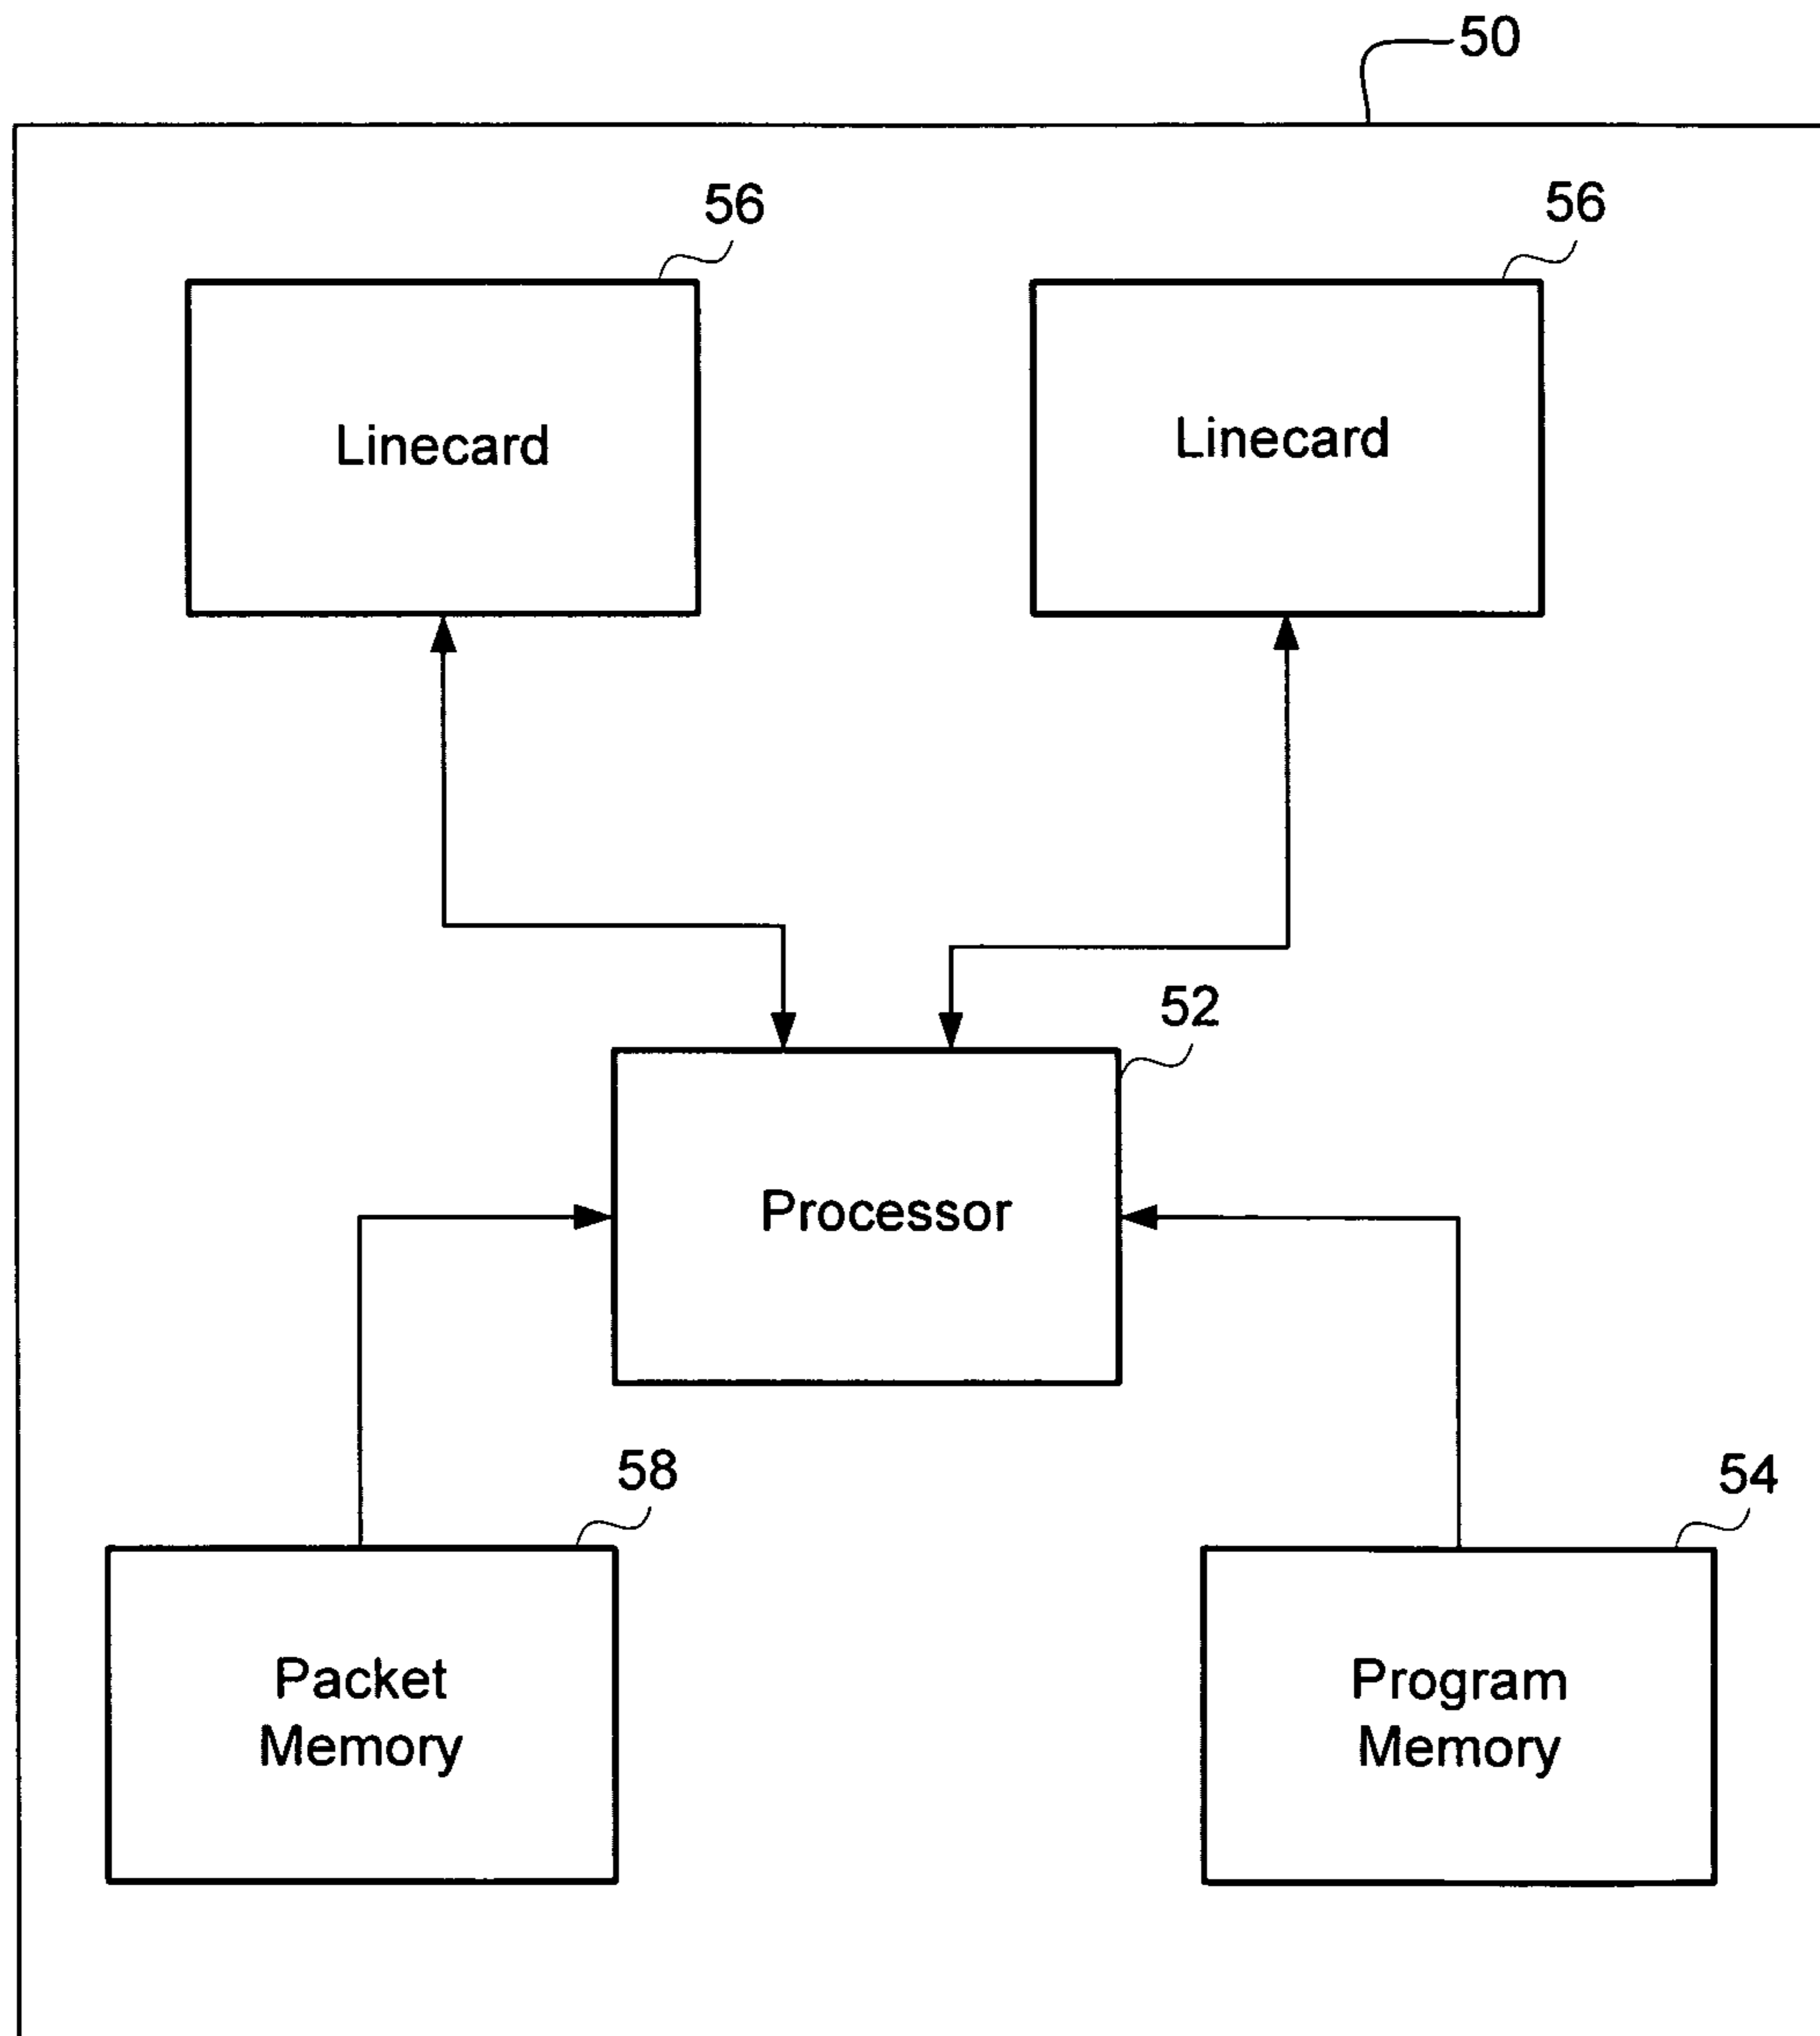 50
56
56
Linecard
Linecard
52
Processor
58
54
Packet
Memory
Program
Memory